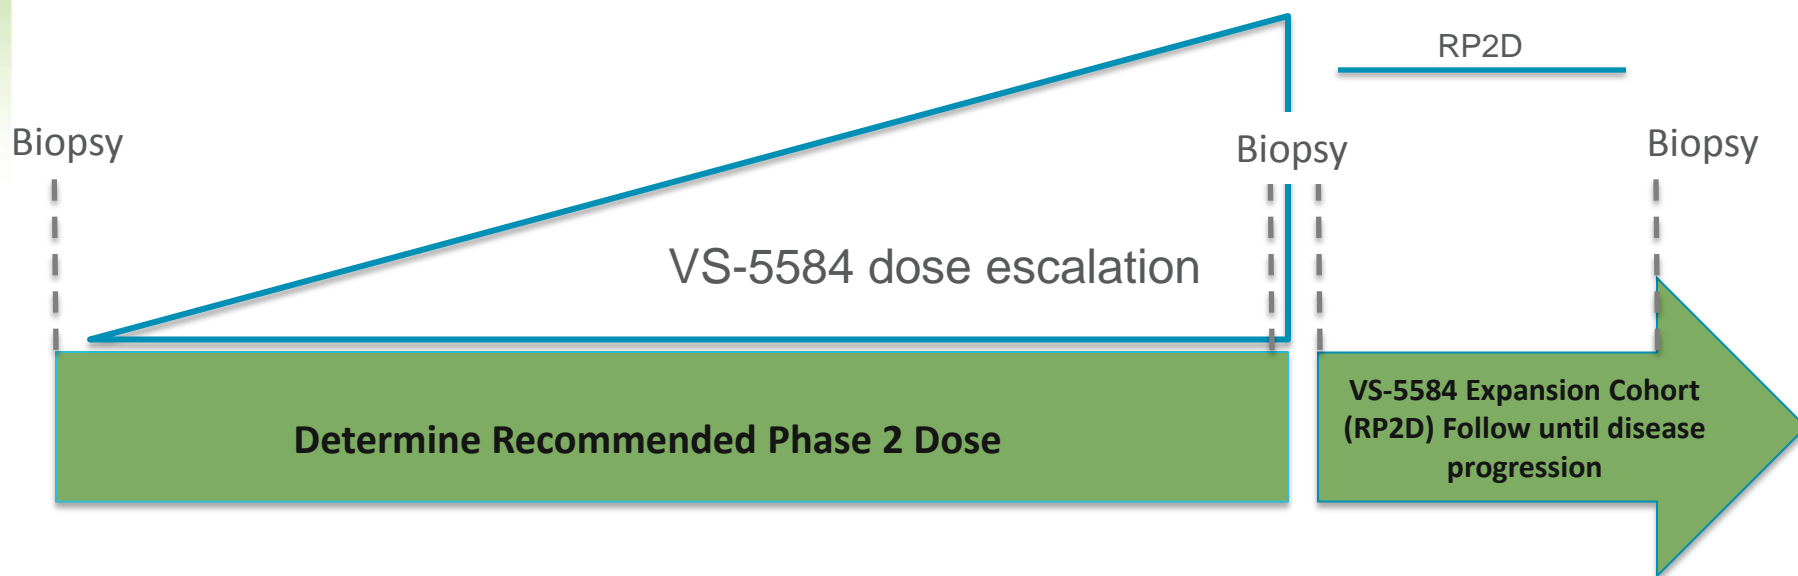 RP2D
Biopsy
Biopsy
Biopsy
VS-5584 dose escalation
Determine Recommended Phase 2 Dose
VS-5584 Expansion Cohort
(RP2D) Follow until disease
progression